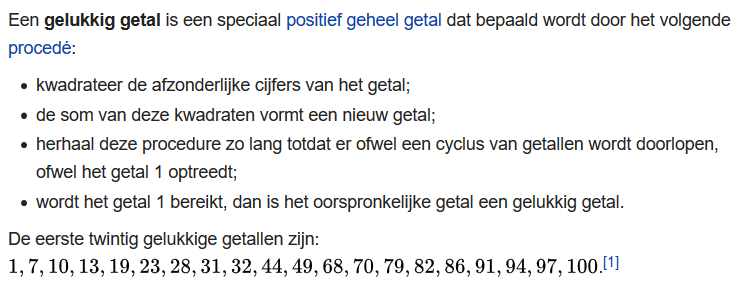 Een gelukkig getal is een speciaal positief geheel getal dat bepaald wordt door het volgende
procedé:
• kwadrateer de afzonderlijke cijfers van het getal;
• de som van deze kwadraten vormt een nieuw getal;
• herhaal deze procedure zo lang totdat er ofwel een cyclus van getallen wordt doorlopen,
ofwel het getal 1 optreedt;
• wordt het getal 1 bereikt, dan is het oorspronkelijke getal een gelukkig getal.
De eerste twintig gelukkige getallen zijn:
1, 7, 10, 13, 19, 23, 28, 31, 32, 44, 49, 68, 70, 79, 82, 86, 91, 94, 97, 100.[1]